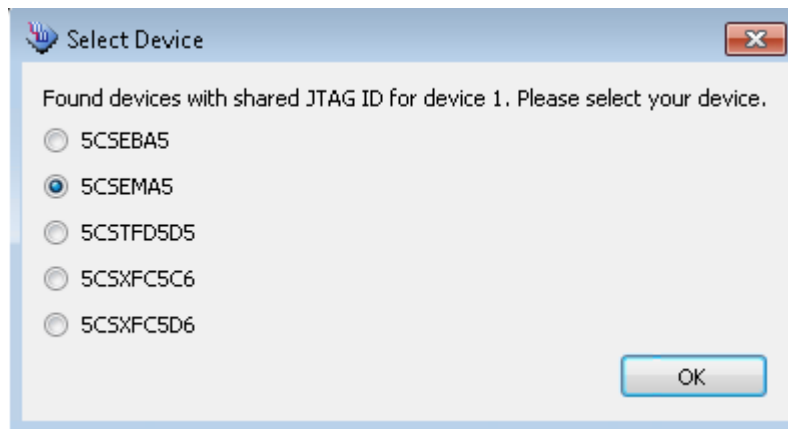 Select Device
Found devices with shared JTAG ID for device 1. Please select your device.
5CSEBA5
5CSEMA5
5CSTFD5D5
5CSXFC5C6
5CSXFC5D6
OK